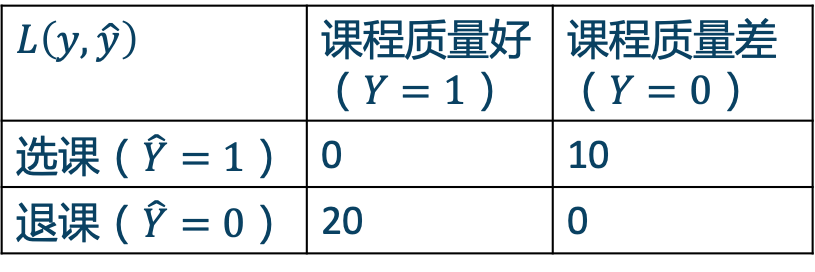 L(y, ŷ)
课程质量好
（Y = 1）
课程质量差
（Y = 0）
选课（Ŷ = 1）
0
10
退课（Ŷ = 0）
20
0